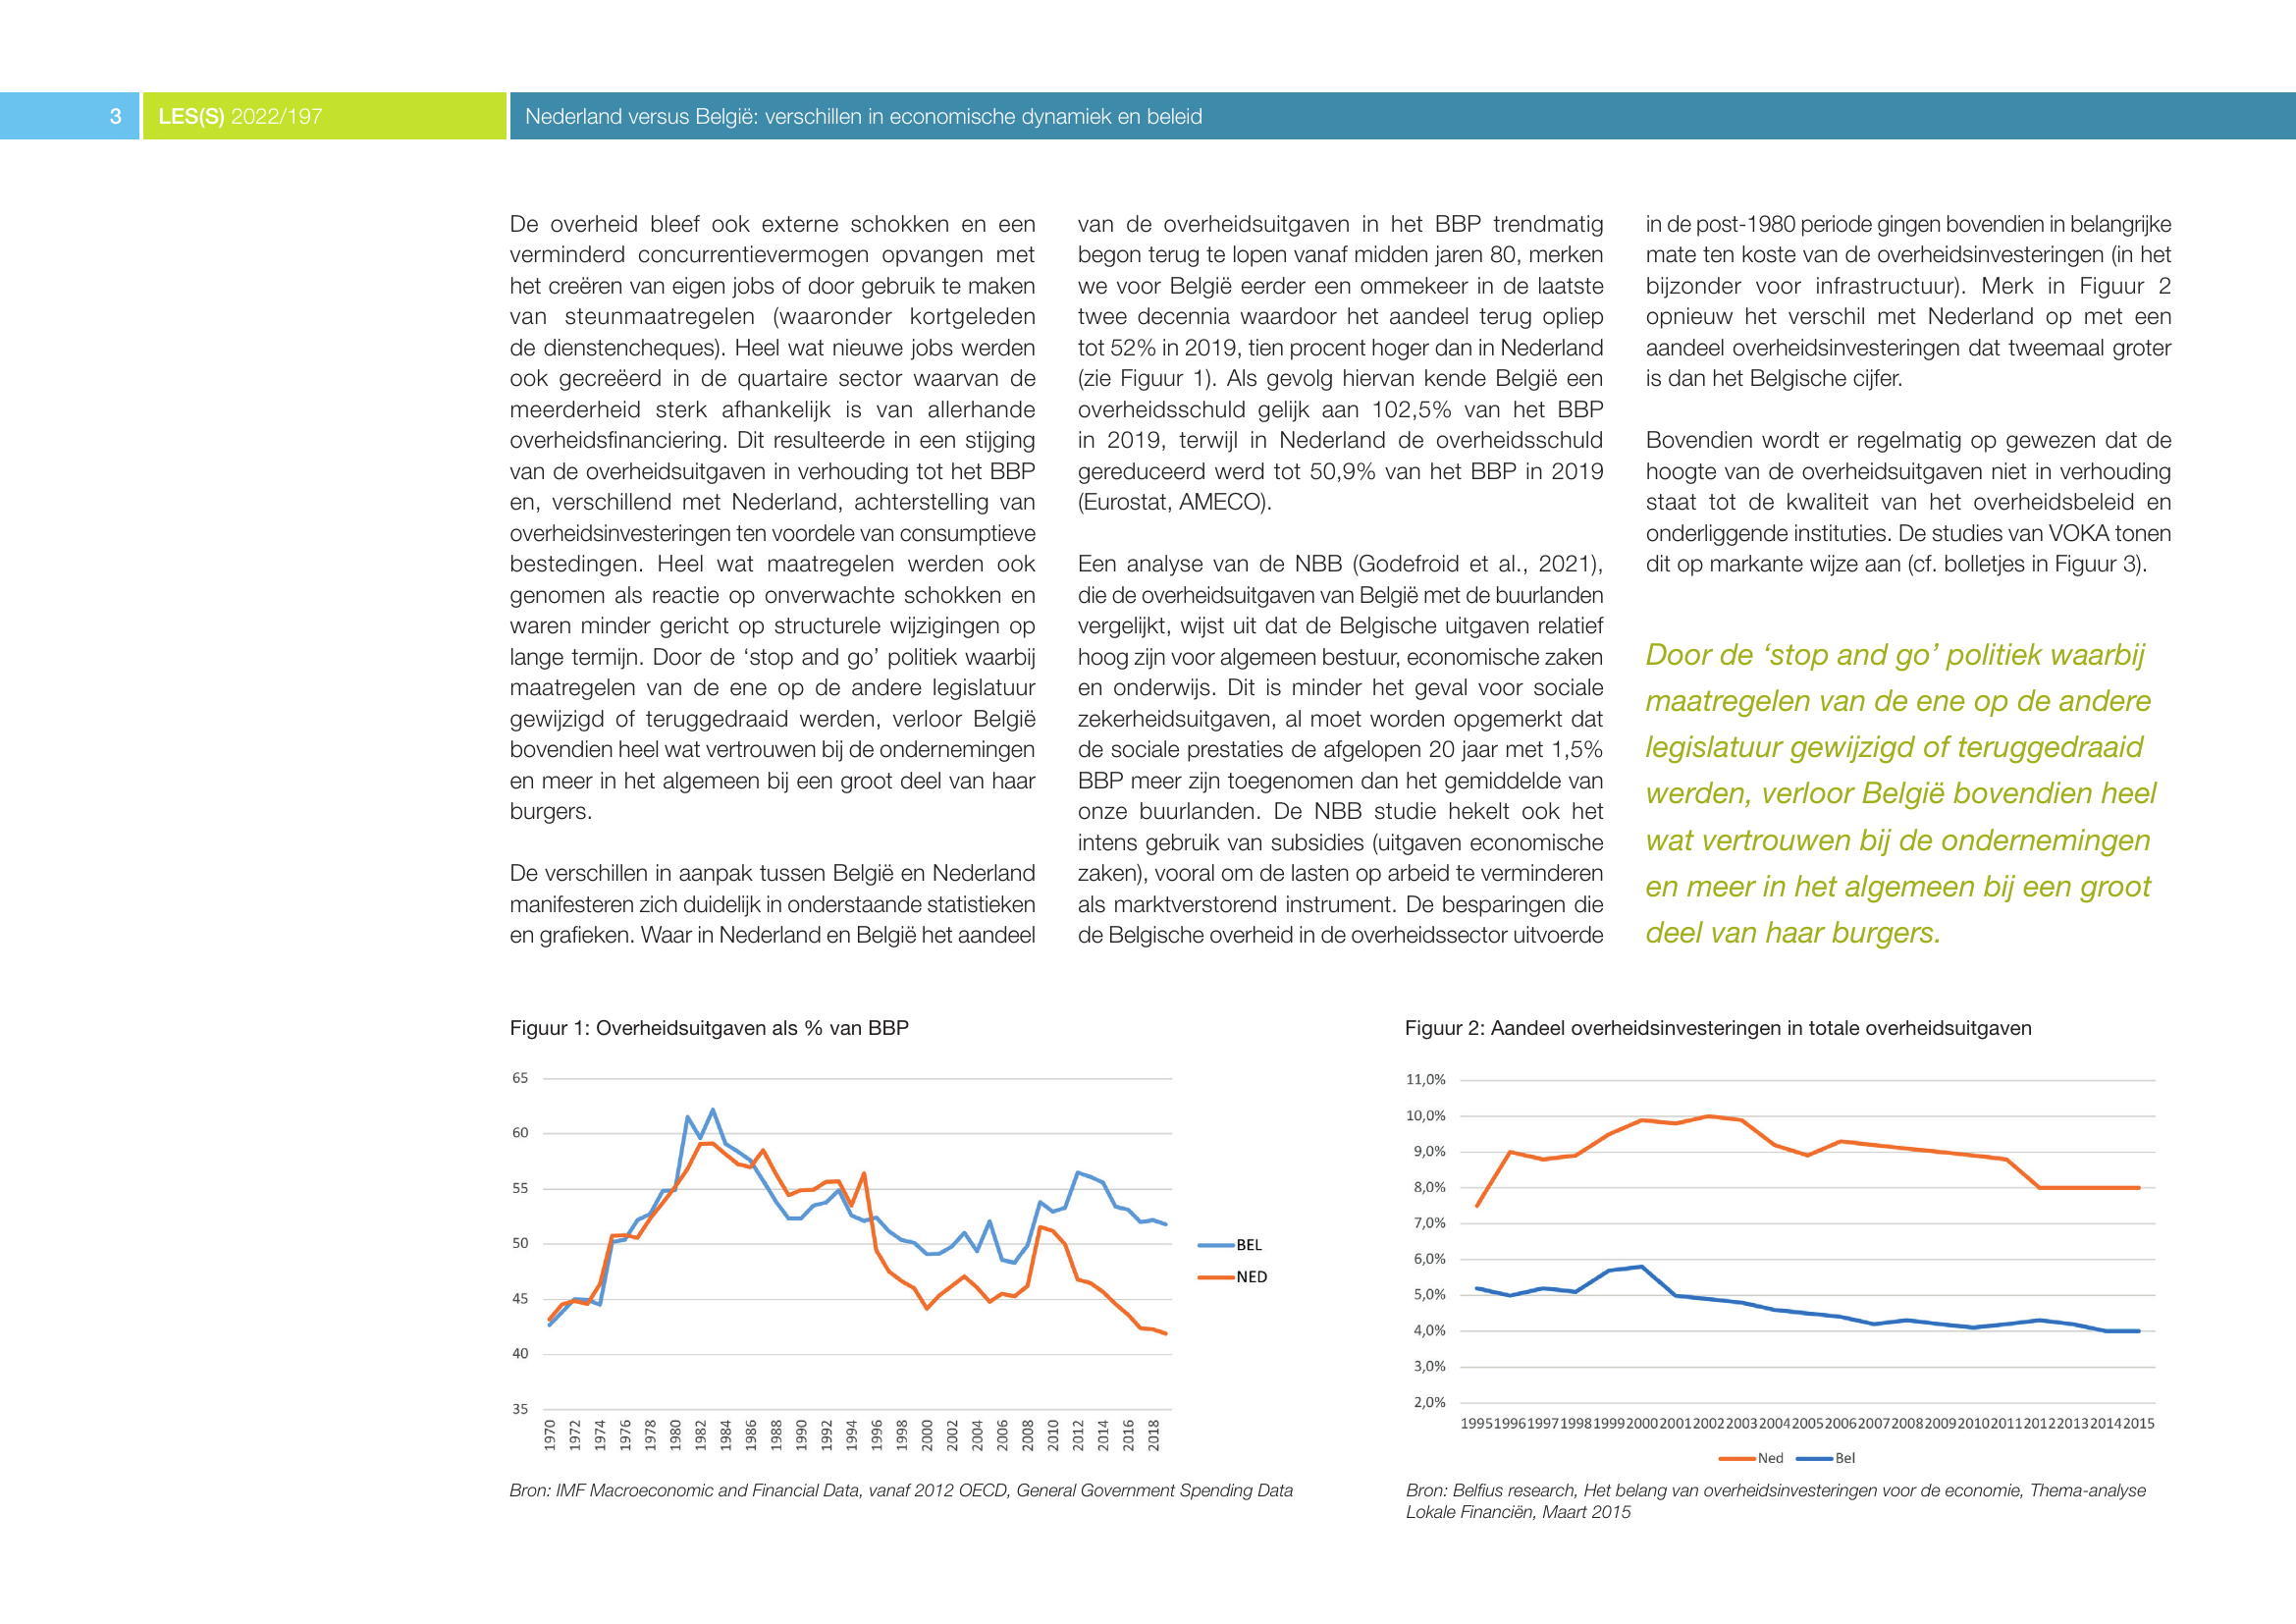 3 LES(S) 2022/197 Nederland versus België: verschillen in economische dynamiek en beleid
De overheid bleef ook externe schokken en een
verminderd concurrentievermogen opvangen met
het creëren van eigen jobs of door gebruik te maken
van steunmaatregelen (waaronder kortgeleden
de dienstencheques). Heel wat nieuwe jobs werden
ook gecreëerd in de quartaire sector waarvan de
meerderheid sterk afhankelijk is van allerhande
overheidsfinanciering. Dit resulteerde in een stijging
van de overheidsuitgaven in verhouding tot het BBP
en, verschillend met Nederland, achterstelling van
overheidsinvesteringen ten voordele van consumptieve
bestedingen. Heel wat maatregelen werden ook
genomen als reactie op onverwachte schokken en
waren minder gericht op structurele wijzigingen op
lange termijn. Door de ‘stop and go’ politiek waarbij
maatregelen van de ene op de andere legislatuur
gewijzigd of teruggedraaid werden, verloor België
bovendien heel wat vertrouwen bij de ondernemingen
en meer in het algemeen bij een groot deel van haar
burgers.
De verschillen in aanpak tussen België en Nederland
manifesteren zich duidelijk in onderstaande statistieken
en grafieken. Waar in Nederland en België het aandeel
van de overheidsuitgaven in het BBP trendmatig
begon terug te lopen vanaf midden jaren 80, merken
we voor België eerder een ommekeer in de laatste
twee decennia waardoor het aandeel terug opliep
tot 52% in 2019, tien procent hoger dan in Nederland
(zie Figuur 1). Als gevolg hiervan kende België een
overheidsschuld gelijk aan 102,5% van het BBP
in 2019, terwijl in Nederland de overheidsschuld
gereduceerd werd tot 50,9% van het BBP in 2019
(Eurostat, AMECO).
Een analyse van de NBB (Godefroid et al., 2021),
die de overheidsuitgaven van België met de buurlanden
vergelijkt, wijst uit dat de Belgische uitgaven relatief
hoog zijn voor algemeen bestuur, economische zaken
en onderwijs. Dit is minder het geval voor sociale
zekerheidsuitgaven, al moet worden opgemerkt dat
de sociale prestaties de afgelopen 20 jaar met 1,5%
BBP meer zijn toegenomen dan het gemiddelde van
onze buurlanden. De NBB studie hekelt ook het
intens gebruik van subsidies (uitgaven economische
zaken), vooral om de lasten op arbeid te verminderen
als marktverstorend instrument. De besparingen die
de Belgische overheid in de overheidssector uitvoerde
in de post-1980 periode gingen bovendien in belangrijke
mate ten koste van de overheidsinvesteringen (in het
bijzonder voor infrastructuur). Merk in Figuur 2
opnieuw het verschil met Nederland op met een
aandeel overheidsinvesteringen dat tweemaal groter
is dan het Belgische cijfer.
Bovendien wordt er regelmatig op gewezen dat de
hoogte van de overheidsuitgaven niet in verhouding
staat tot de kwaliteit van het overheidsbeleid en
onderliggende instituties. De studies van VOKA tonen
dit op markante wijze aan (cf. bolletjes in Figuur 3).
Door de ‘stop and go’ politiek waarbij
maatregelen van de ene op de andere
legislatuur gewijzigd of teruggedraaid
werden, verloor België bovendien heel
wat vertrouwen bij de ondernemingen
en meer in het algemeen bij een groot
deel van haar burgers.
Figuur 1: Overheidsuitgaven als % van BBP
65
60
55
50
45
40
35
1970 1972 1974 1976 1978 1980 1982 1984 1986 1988 1990 1992 1994 1996 1998 2000 2002 2004 2006 2008 2010 2012 2014 2016 2018
BEL
NED
Bron: IMF Macroeconomic and Financial Data, vanaf 2012 OECD, General Government Spending Data
Figuur 2: Aandeel overheidsinvesteringen in totale overheidsuitgaven
11,0%
10,0%
9,0%
8,0%
7,0%
6,0%
5,0%
4,0%
3,0%
2,0%
1995 1996 1997 1998 1999 2000 2001 2002 2003 2004 2005 2006 2007 2008 2009 2010 2011 2012 2013 2014 2015
Ned Bel
Bron: Belfius research, Het belang van overheidsinvesteringen voor de economie, Thema-analyse
Lokale Financiën, Maart 2015